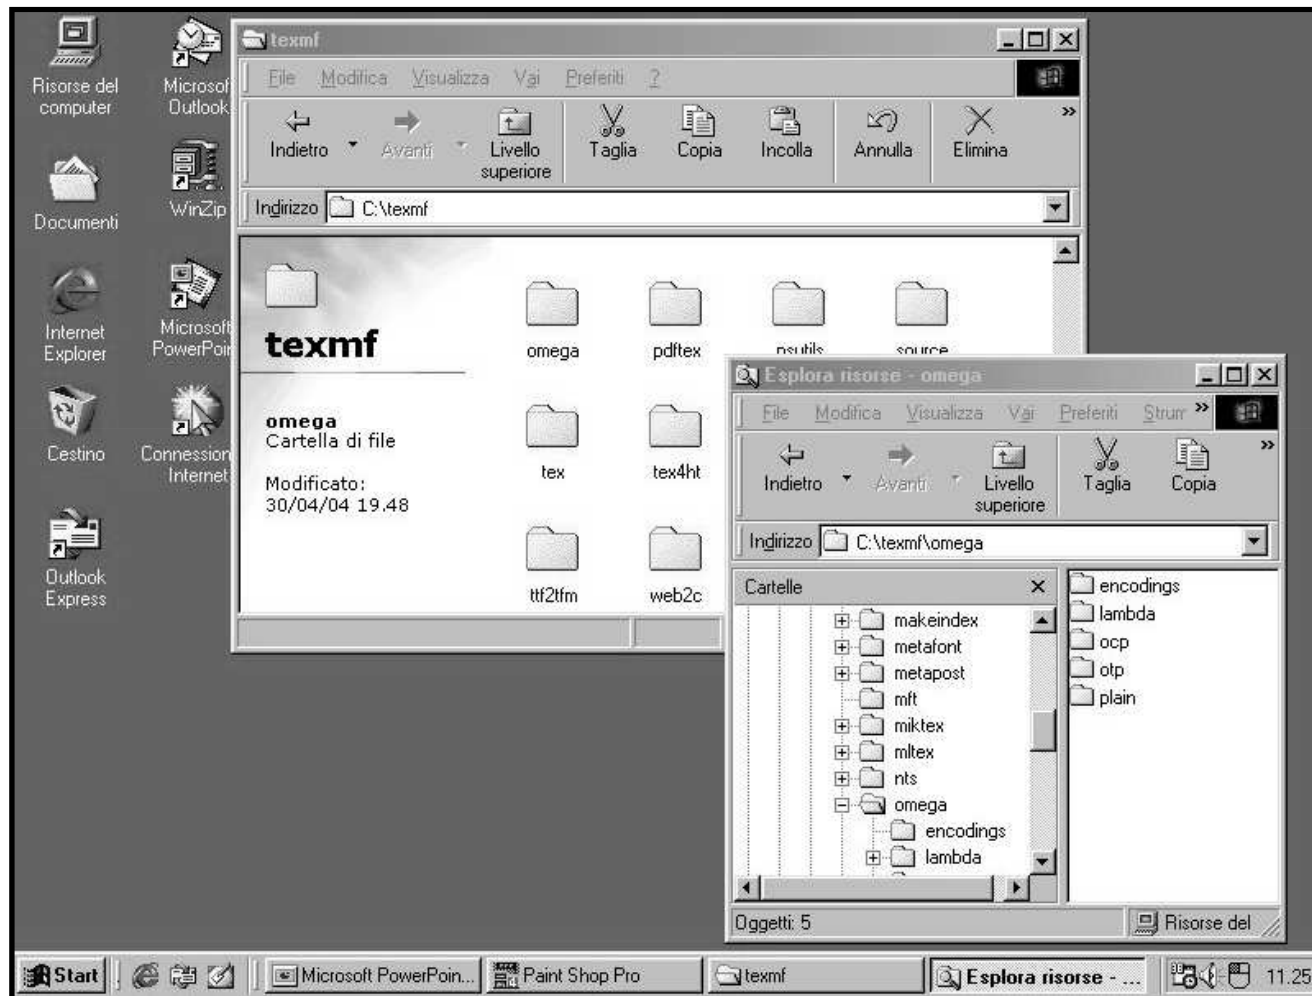 Risorse del
computer
Microsof
Outlook
Documenti
WinZip
Internet
Explorer
Microsoft
PowerPoin
Cestino
Connession
Internet
Outlook
Express
texmf
File Modifica Visualizza Vai Preferiti ?
Indietro Avanti Livello
superiore Taglia Copia Incolla Annulla Elimina »
Indirizzo C:\texmf
texmf
omega
Cartella di file
Modificato:
30/04/04 19.48
omega pdftex psutils source
tex tex4ht
ttf2tfm web2c
Esplora risorse - omega
File Modifica Visualizza Vai Preferiti Strum »
Indietro Avanti Livello
superiore Taglia Copia »
Indirizzo C:\texmf\omega
Cartelle
makeindex
metafont
metapost
mft
miktex
mltex
nts
omega
encodings
lambda
encodings
lambda
ocp
otp
plain
Oggetti: 5 Risorse del
Start Microsoft PowerPoin... Paint Shop Pro texmf Esplora risorse - ... 11.25